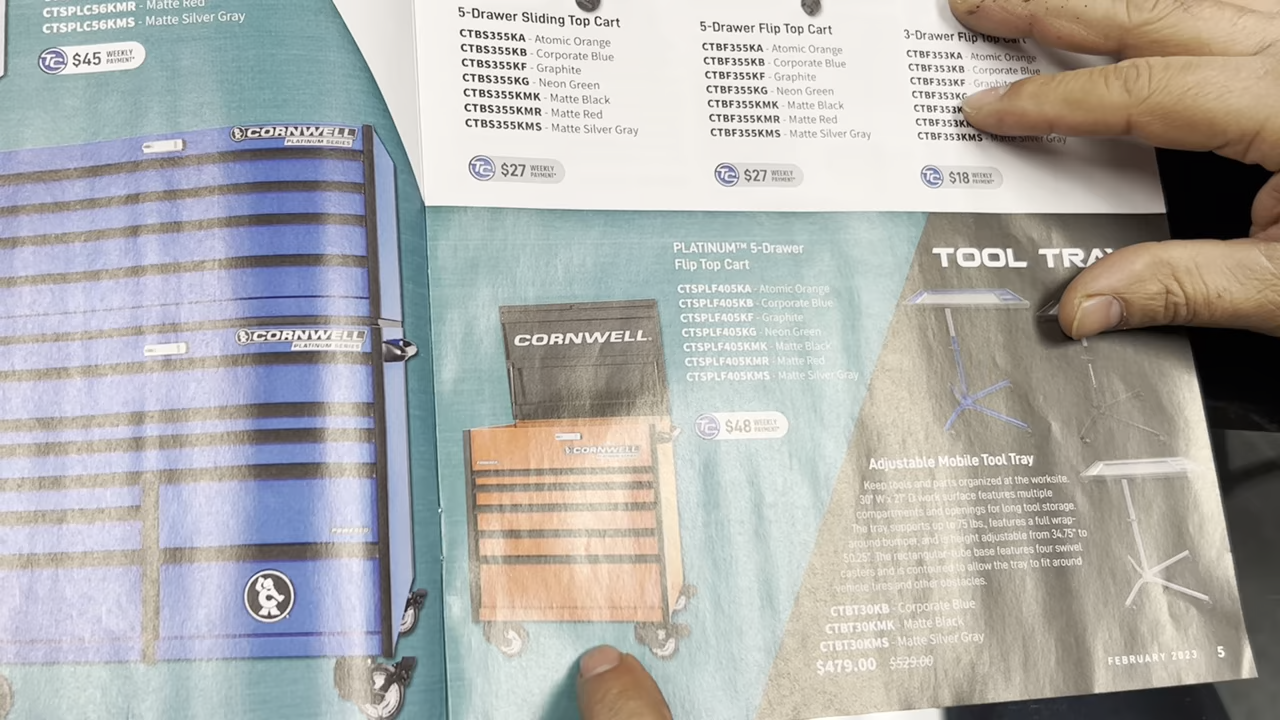 CTSPLC56KMR - Matte Red
CTSPLC56KMS - Matte Silver Gray
TC $45 WEEKLY PAYMENT*
CORNWELL
PLATINUM SERIES
CORNWELL
PLATINUM SERIES
POWERED
5-Drawer Sliding Top Cart
CTBS355KA - Atomic Orange
CTBS355KB - Corporate Blue
CTBS355KF - Graphite
CTBS355KG - Neon Green
CTBS355KMK - Matte Black
CTBS355KMR - Matte Red
CTBS355KMS - Matte Silver Gray
TC $27 WEEKLY PAYMENT*
5-Drawer Flip Top Cart
CTBF355KA - Atomic Orange
CTBF355KB - Corporate Blue
CTBF355KF - Graphite
CTBF355KG - Neon Green
CTBF355KMK - Matte Black
CTBF355KMR - Matte Red
CTBF355KMS - Matte Silver Gray
TC $27 WEEKLY PAYMENT*
3-Drawer Flip Top Cart
CTBF353KA - Atomic Orange
CTBF353KB - Corporate Blue
CTBF353KF - Graphite
CTBF353KG
CTBF353K
CTBF353KM
CTBF353KMS - Matte Silver Gray
TC $18 WEEKLY PAYMENT*
PLATINUM™ 5-Drawer
Flip Top Cart
CTSPLF405KA - Atomic Orange
CTSPLF405KB - Corporate Blue
CTSPLF405KF - Graphite
CTSPLF405KG - Neon Green
CTSPLF405KMK - Matte Black
CTSPLF405KMR - Matte Red
CTSPLF405KMS - Matte Silver Gray
TC $48 WEEKLY PAYMENT*
CORNWELL
CORNWELL
TOOL TRAY
Adjustable Mobile Tool Tray
Keep tools and parts organized at the worksite.
30" W x 21" D work surface features multiple
compartments and openings for long tool storage.
The tray supports up to 75 lbs., features a full wrap-
around bumper, and is height adjustable from 34.75" to
50.25". The rectangular-tube base features four swivel
casters and is contoured to allow the tray to fit around
vehicle tires and other obstacles.
CTBT30KB - Corporate Blue
CTBT30KMK - Matte Black
CTBT30KMS - Matte Silver Gray
$479.00 $529.00
FEBRUARY 2023 5